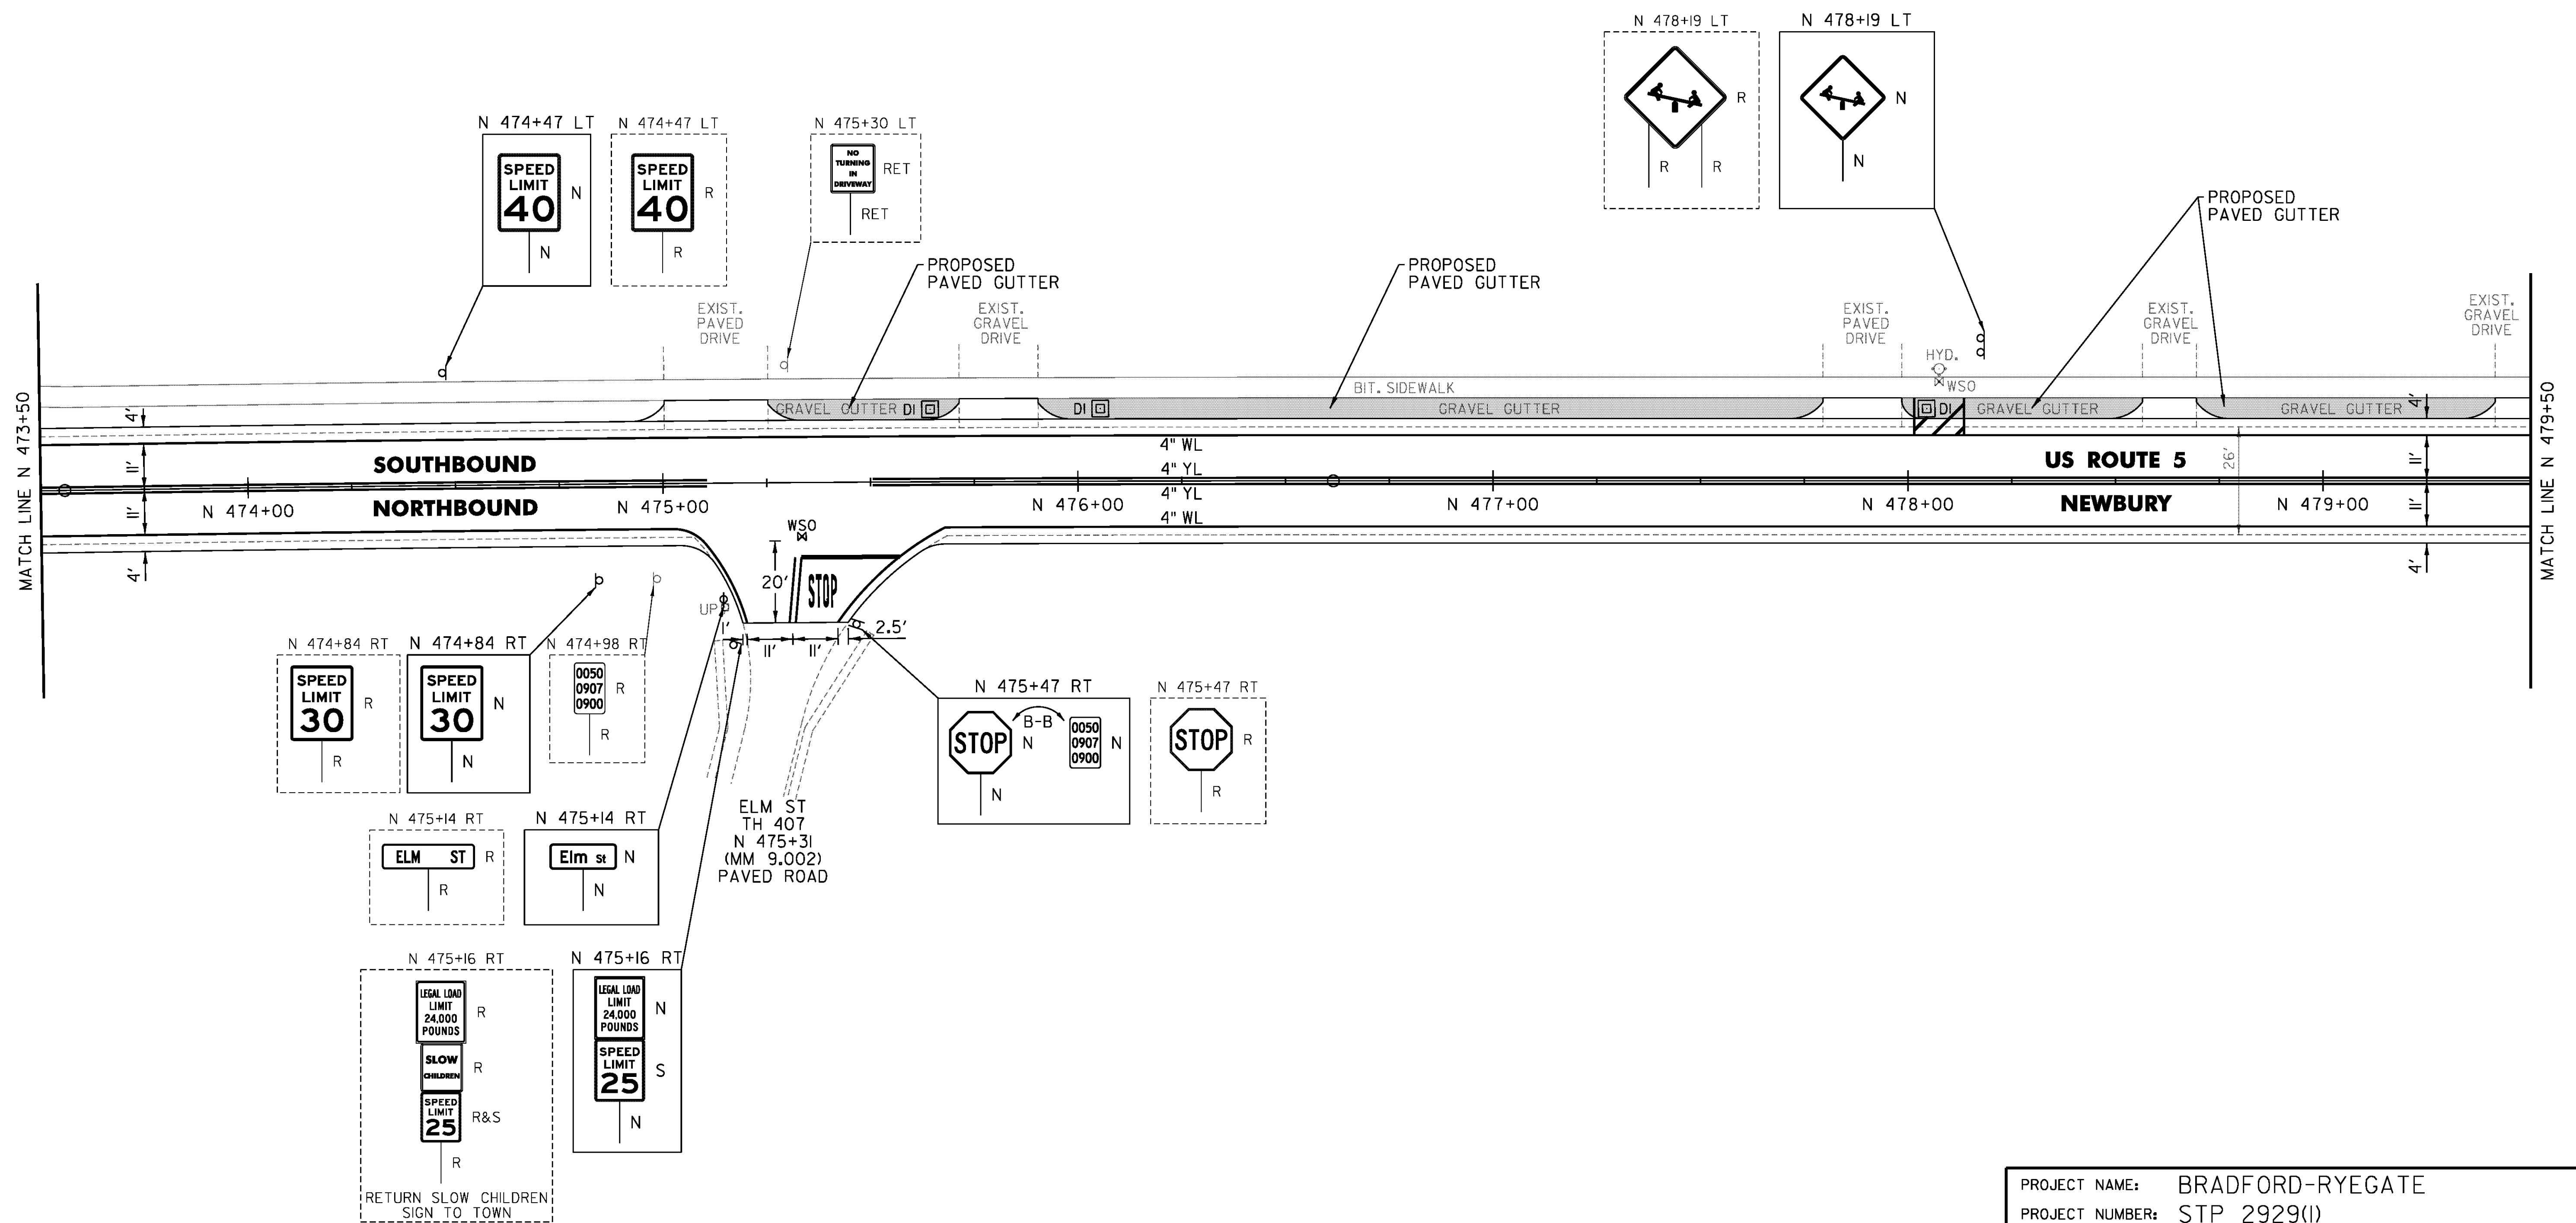 N 478+19 LT
R
R
R
N 478+19 LT
N
N
N 474+47 LT
SPEED
LIMIT
40
N
N
N 474+47 LT
SPEED
LIMIT
40
R
R
N 475+30 LT
NO
TURNING
IN
DRIVEWAY
RET
RET
PROPOSED
PAVED GUTTER
PROPOSED
PAVED GUTTER
PROPOSED
PAVED GUTTER
EXIST.
PAVED
DRIVE
EXIST.
GRAVEL
DRIVE
EXIST.
PAVED
DRIVE
EXIST.
GRAVEL
DRIVE
EXIST.
GRAVEL
DRIVE
HYD.
WSO
BIT. SIDEWALK
GRAVEL GUTTER
DI
DI
GRAVEL GUTTER
DI
GRAVEL GUTTER
GRAVEL GUTTER
MATCH LINE N 473+50
MATCH LINE N 479+50
4'
11'
11'
4'
4'
11'
11'
4'
26'
4" WL
4" YL
4" YL
4" WL
SOUTHBOUND
NORTHBOUND
US ROUTE 5
NEWBURY
N 474+00
N 475+00
N 476+00
N 477+00
N 478+00
N 479+00
WSO
20'
STOP
UP
1'
11'
11'
2.5'
N 474+84 RT
SPEED
LIMIT
30
R
R
N 474+84 RT
SPEED
LIMIT
30
N
N
N 474+98 RT
0050
0907
0900
R
R
N 475+47 RT
STOP
N
B-B
0050
0907
0900
N
N
N 475+47 RT
STOP
R
R
N 475+14 RT
ELM ST
R
R
N 475+14 RT
Elm st
N
N
ELM ST
TH 407
N 475+31
(MM 9.002)
PAVED ROAD
N 475+16 RT
LEGAL LOAD
LIMIT
24,000
POUNDS
R
SLOW
CHILDREN
R
SPEED
LIMIT
25
R&S
R
RETURN SLOW CHILDREN
SIGN TO TOWN
N 475+16 RT
LEGAL LOAD
LIMIT
24,000
POUNDS
N
SPEED
LIMIT
25
S
N
PROJECT NAME: BRADFORD-RYEGATE
PROJECT NUMBER: STP 2929(1)